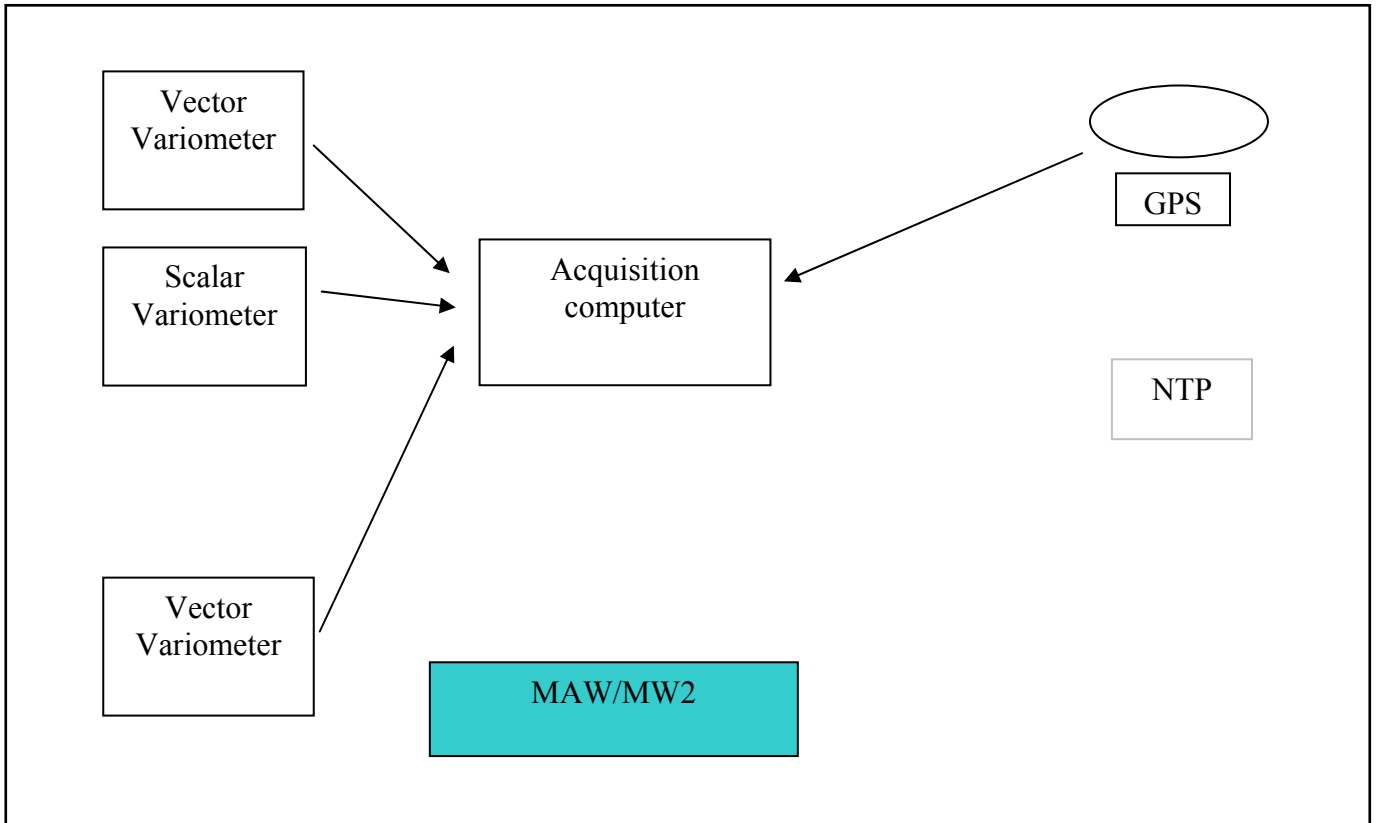 Vector
Variometer
Scalar
Variometer
Acquisition
computer
GPS
NTP
Vector
Variometer
MAW/MW2